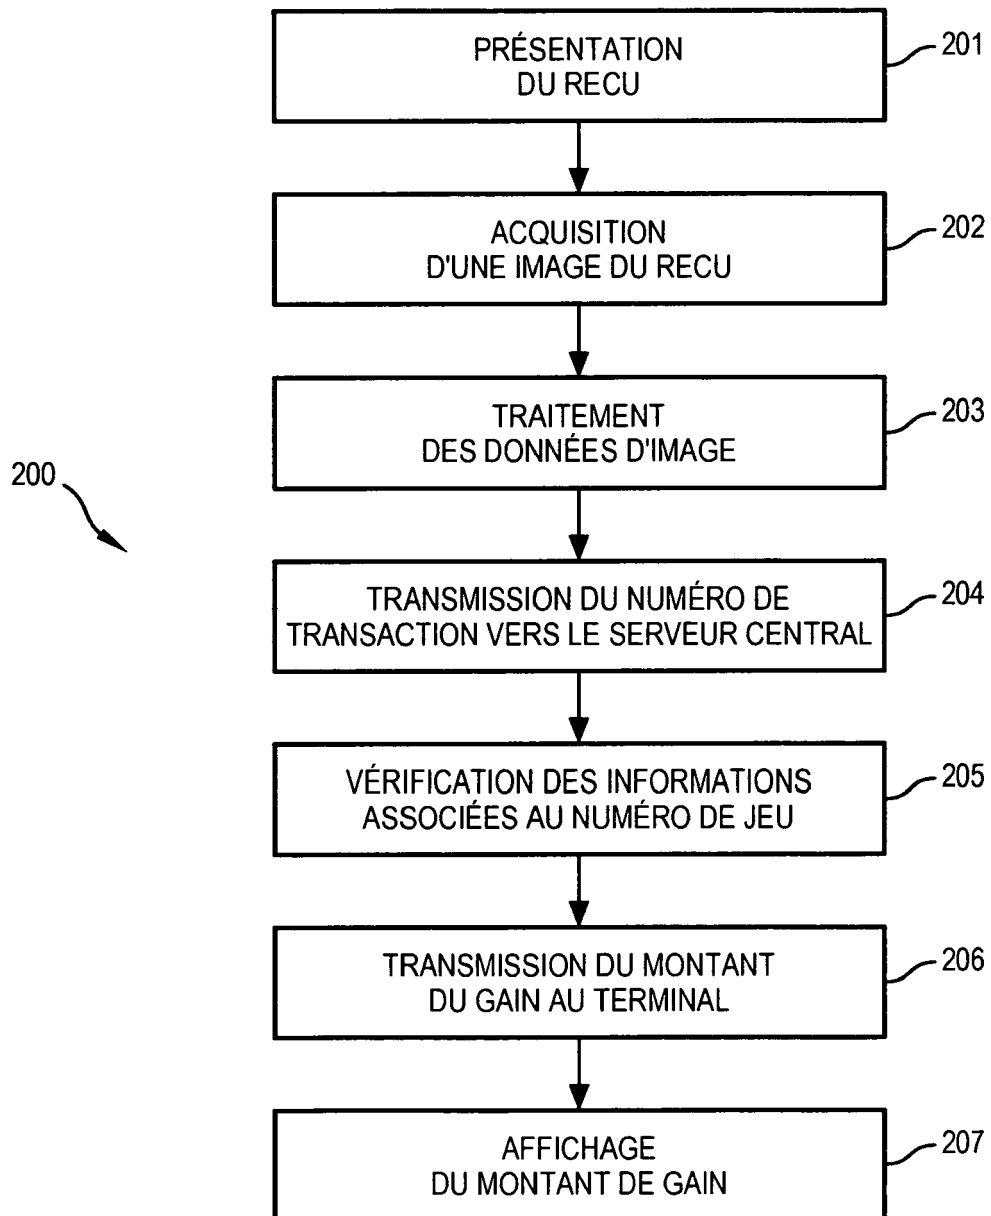 PRÉSENTATION
DU RECU
201
ACQUISITION
D'UNE IMAGE DU RECU
202
TRAITEMENT
DES DONNÉES D'IMAGE
203
200
TRANSMISSION DU NUMÉRO DE
TRANSACTION VERS LE SERVEUR CENTRAL
204
VÉRIFICATION DES INFORMATIONS
ASSOCIÉES AU NUMÉRO DE JEU
205
TRANSMISSION DU MONTANT
DU GAIN AU TERMINAL
206
AFFICHAGE
DU MONTANT DE GAIN
207